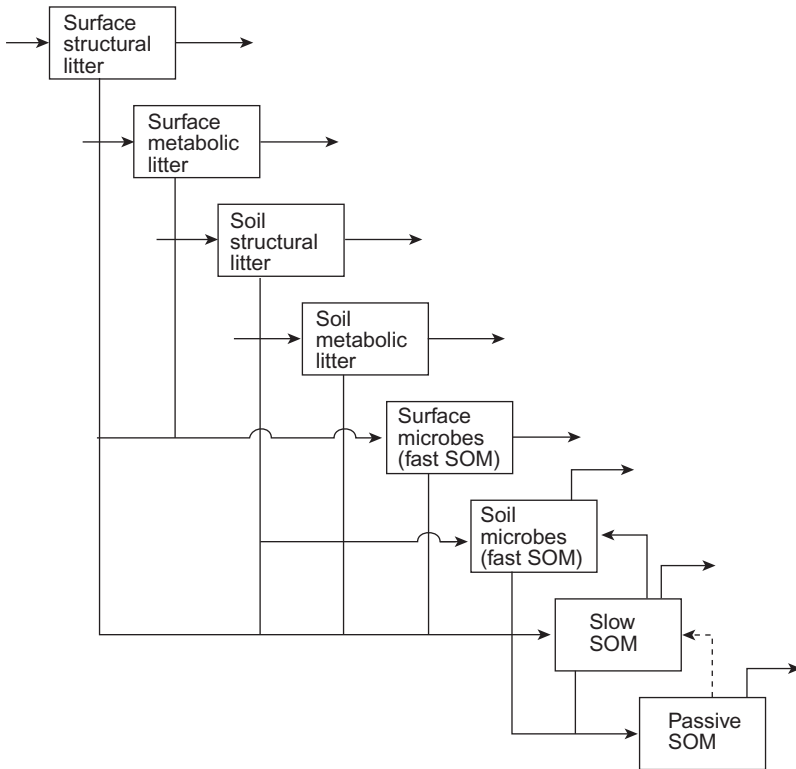 Surface
structural
litter
Surface
metabolic
litter
Soil
structural
litter
Soil
metabolic
litter
Surface
microbes
(fast SOM)
Soil
microbes
(fast SOM)
Slow
SOM
Passive
SOM